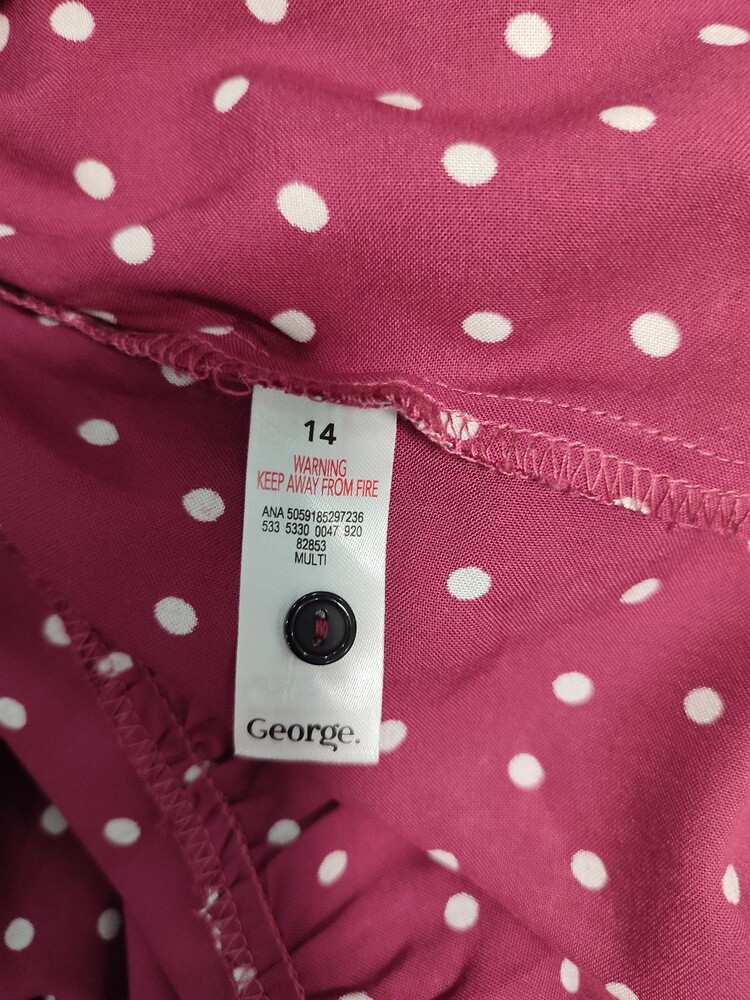 14
WARNING
KEEP AWAY FROM FIRE
ANA 5059185297236
533 5330 0047 920
82853
MULTI
George.